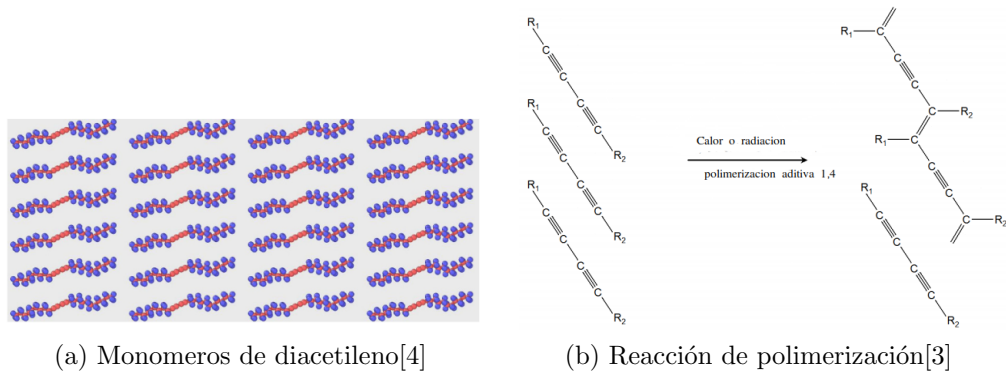 R1
C
C
R1
C
C
R2
C
C
R1
C
C
R2
C
C
R2
Calor o radiacion
polimerizacion aditiva 1,4
R1
C
C
C
C
R2
R1
C
C
R1
C
C
C
R2
C
C
R2
(a) Monomeros de diacetileno[4]
(b) Reacción de polimerización[3]